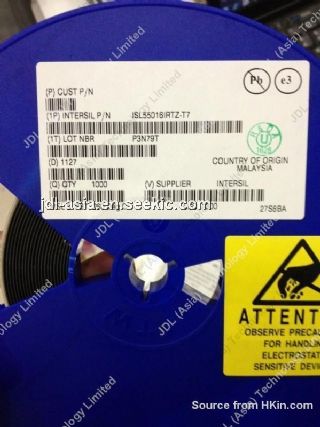 (P) CUST P/N
Pb
e3
(1P) INTERSIL P/N ISL55016IRTZ-T7
(1T) LOT NBR P3N79T
(D) 1127
COUNTRY OF ORIGIN
MALAYSIA
(Q) QTY 1000 (V) SUPPLIER INTERSIL
jdl-asia.en.seekic.com
27S6BA
ATTENT
OBSERVE PRECAU
FOR HANDLIN
ELECTROSTAT
SENSITIVE DEVIC
JDL (Asia) Technology Limited
Source from HKin.com